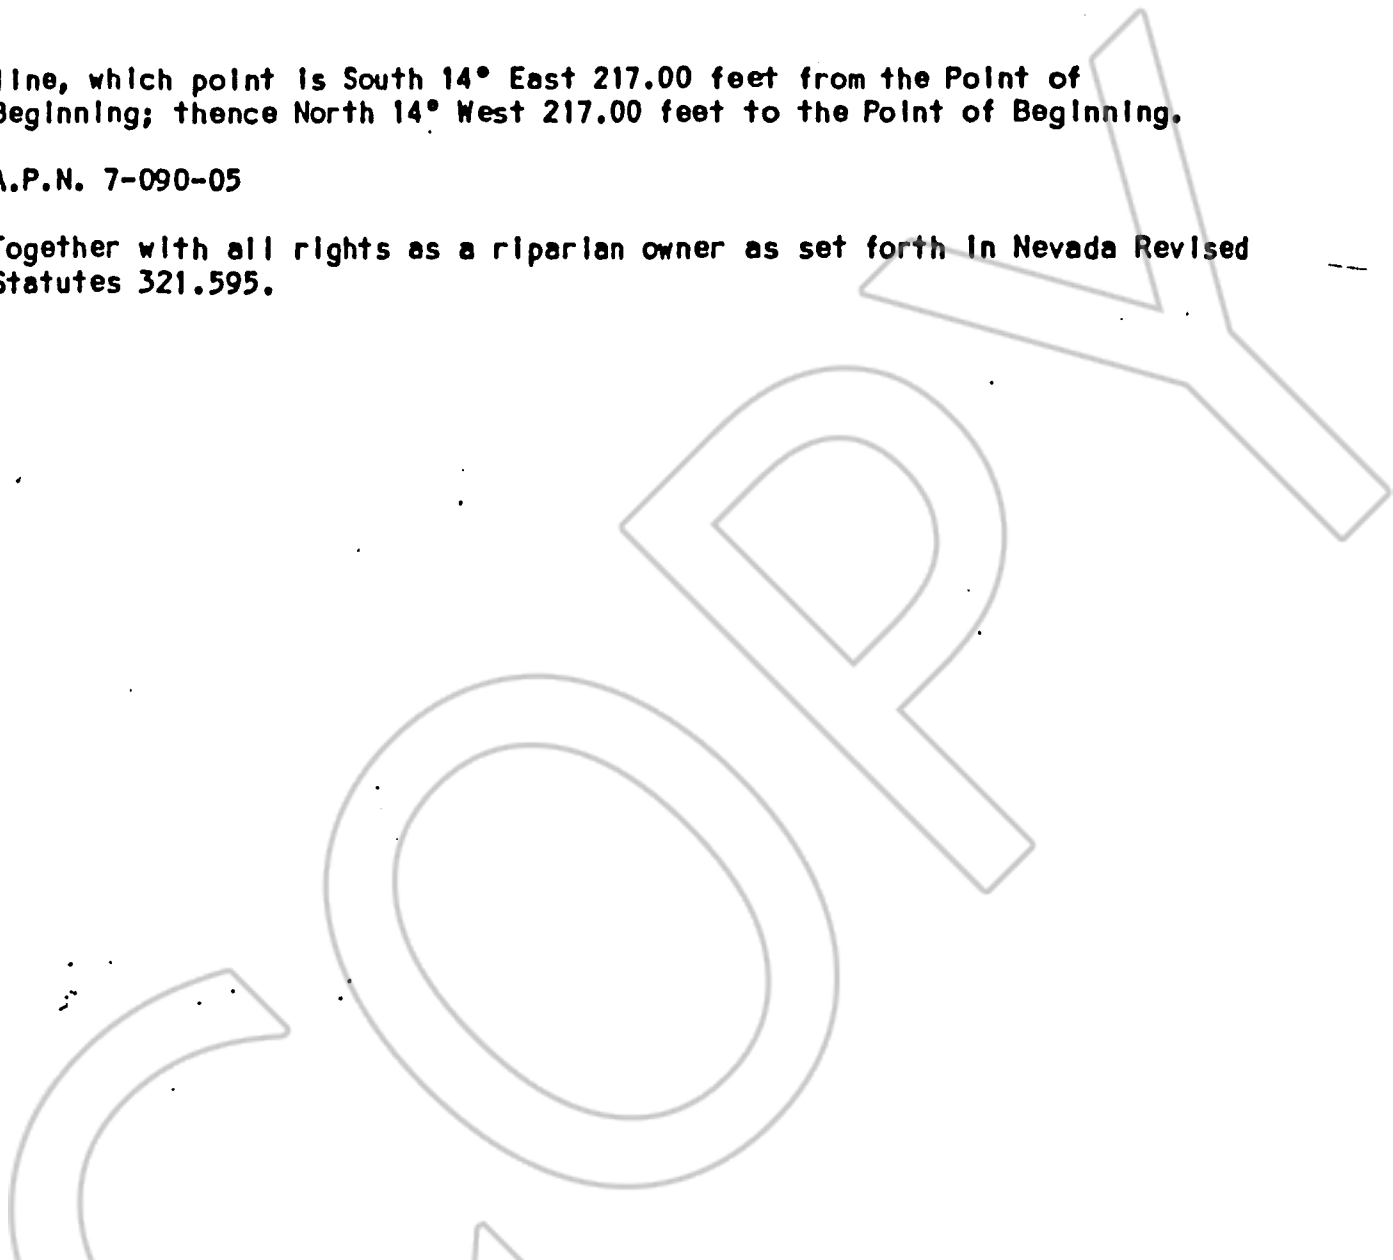 line, which point is South 14° East 217.00 feet from the Point of
Beginning; thence North 14° West 217.00 feet to the Point of Beginning.
A.P.N. 7-090-05
Together with all rights as a riparian owner as set forth in Nevada Revised
Statutes 321.595.
COPY